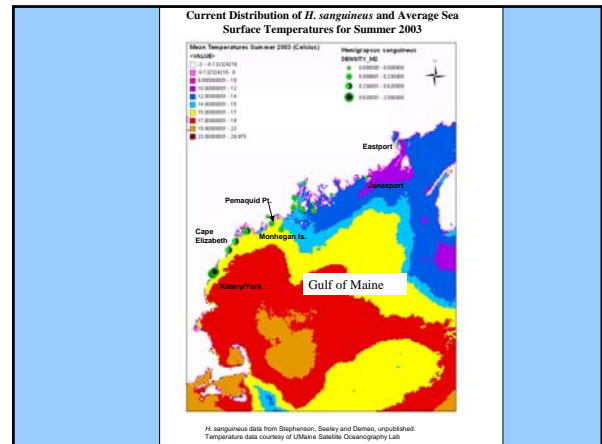 Current Distribution of H. sanguineus and Average Sea
Surface Temperatures for Summer 2003
Mean Temperatures Summer 2003 (Celsius)
<VALUE>
Hemigrapsus sanguineus
DENSITY_M2
Eastport
Jonesport
Pemaquid Pt.
Cape
Elizabeth
Monhegan Is.
Kittery/York
Gulf of Maine
H. sanguineus data from Stephenson, Seeley and Demeo, unpublished.
Temperature data courtesy of UMaine Satellite Oceanography Lab